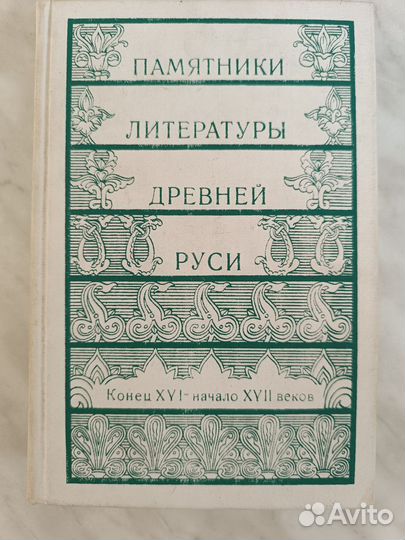 ПАМЯТНИКИ
ЛИТЕРАТУРЫ
ДРЕВНЕЙ
РУСИ
Конец XVI - начало XVII веков
Avito